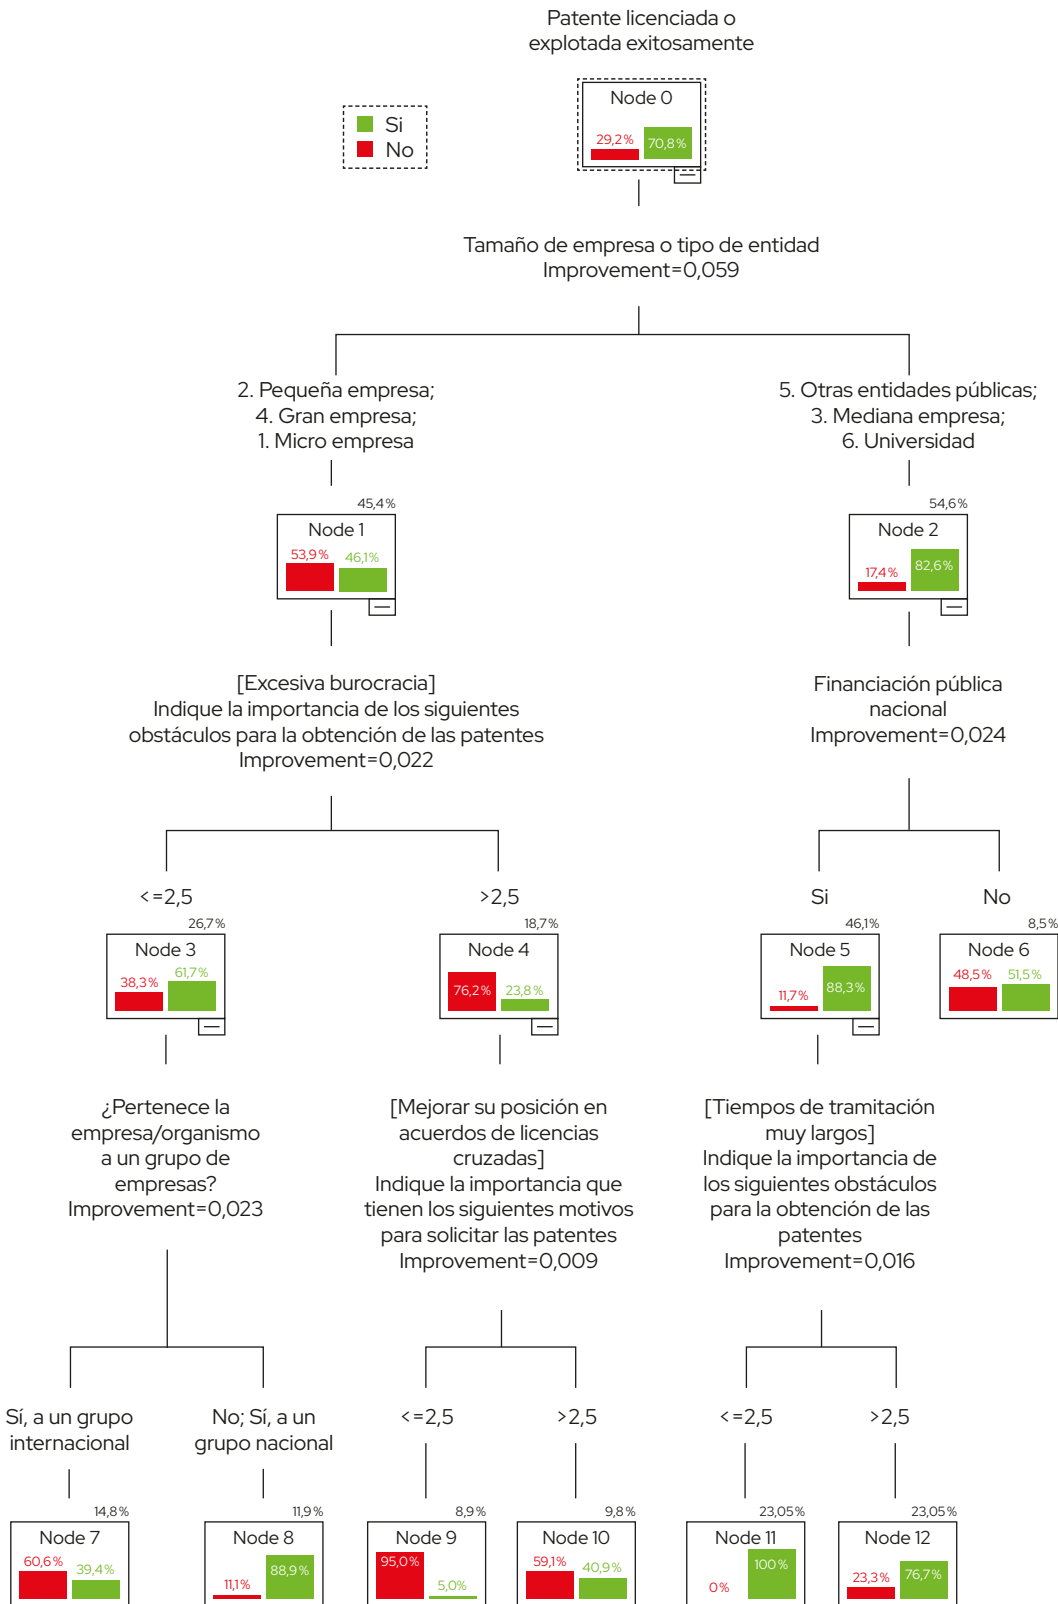 Patente licenciada o
explotada exitosamente
Si
No
Node 0
29,2%
70,8%
Tamaño de empresa o tipo de entidad
Improvement=0,059
2. Pequeña empresa;
4. Gran empresa;
1. Micro empresa
5. Otras entidades públicas;
3. Mediana empresa;
6. Universidad
45,4%
Node 1
53,9%
46,1%
54,6%
Node 2
17,4%
82,6%
[Excesiva burocracia]
Indique la importancia de los siguientes
obstáculos para la obtención de las patentes
Improvement=0,022
Financiación pública
nacional
Improvement=0,024
<=2,5
>2,5
Si
No
26,7%
Node 3
38,3%
61,7%
18,7%
Node 4
76,2%
23,8%
46,1%
Node 5
11,7%
88,3%
8,5%
Node 6
48,5%
51,5%
¿Pertenece la
empresa/organismo
a un grupo de
empresas?
Improvement=0,023
[Mejorar su posición en
acuerdos de licencias
cruzadas]
Indique la importancia que
tienen los siguientes motivos
para solicitar las patentes
Improvement=0,009
[Tiempos de tramitación
muy largos]
Indique la importancia de
los siguientes obstáculos
para la obtención de las
patentes
Improvement=0,016
Sí, a un grupo
internacional
No; Sí, a un
grupo nacional
<=2,5
>2,5
<=2,5
>2,5
14,8%
Node 7
60,6%
39,4%
11,9%
Node 8
11,1%
88,9%
8,9%
Node 9
95,0%
5,0%
9,8%
Node 10
59,1%
40,9%
23,05%
Node 11
0%
100%
23,05%
Node 12
23,3%
76,7%